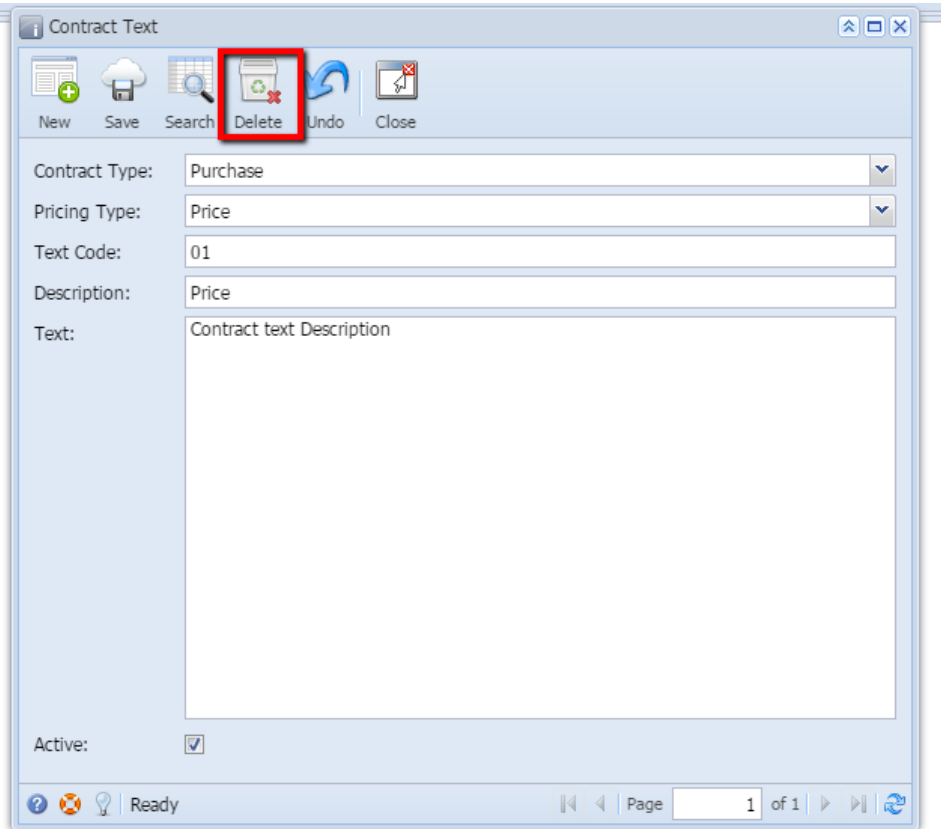 Contract Text
New Save Search Delete Undo Close
Contract Type: Purchase
Pricing Type: Price
Text Code: 01
Description: Price
Text: Contract text Description
Active:
Ready Page 1 of 1